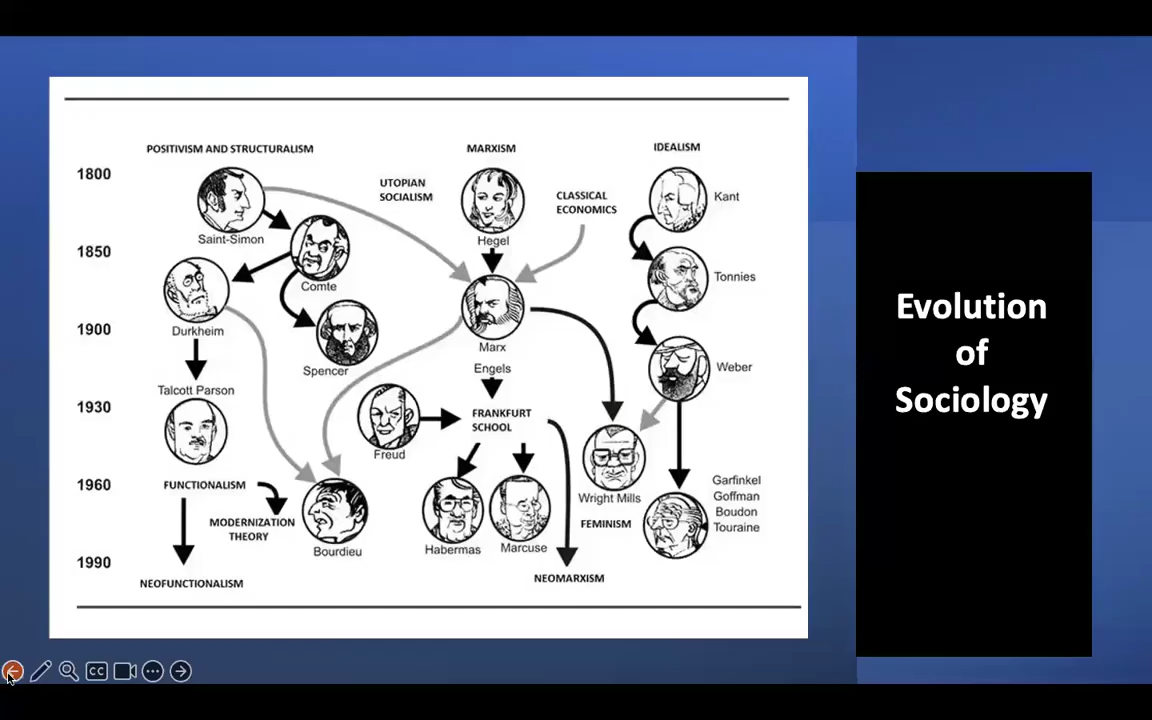 POSITIVISM AND STRUCTURALISM
MARXISM
IDEALISM
1800
UTOPIAN
SOCIALISM
CLASSICAL
ECONOMICS
Kant
Saint-Simon
Hegel
1850
Comte
Tonnies
Durkheim
1900
Spencer
Marx
Engels
Weber
Talcott Parson
1930
FRANKFURT
SCHOOL
Freud
1960
FUNCTIONALISM
MODERNIZATION
THEORY
Bourdieu
Habermas
Marcuse
Wright Mills
FEMINISM
Garfinkel
Goffman
Boudon
Touraine
1990
NEOFUNCTIONALISM
NEOMARXISM
Evolution
of
Sociology
CC